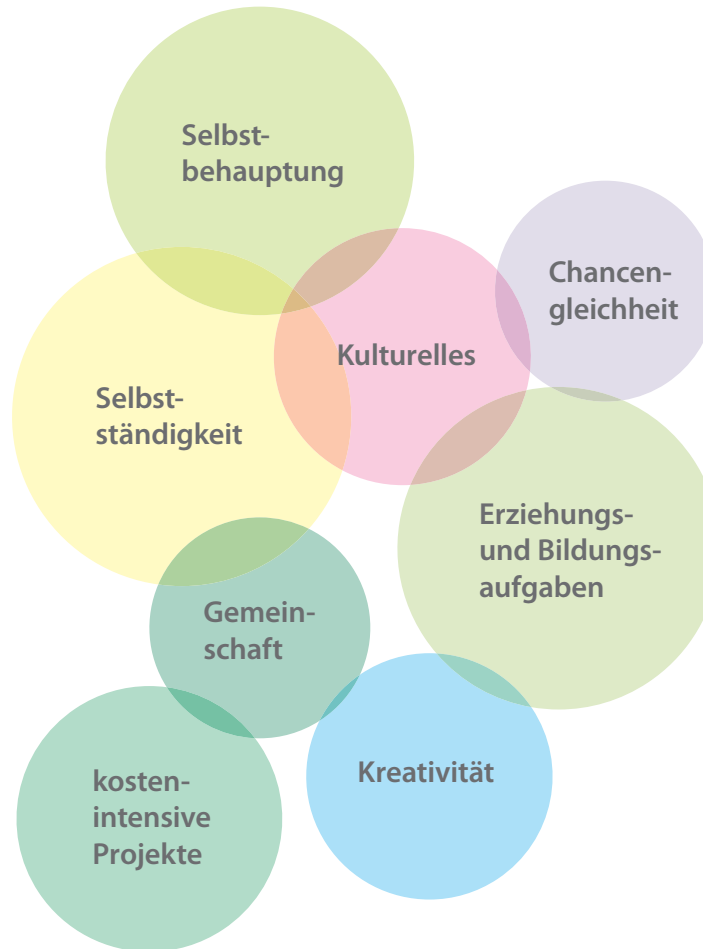 Selbst-
behauptung
Chancen-
gleichheit
Kulturelles
Selbst-
ständigkeit
Erziehungs-
und Bildungs-
aufgaben
Gemein-
schaft
Kreativität
kosten-
intensive
Projekte